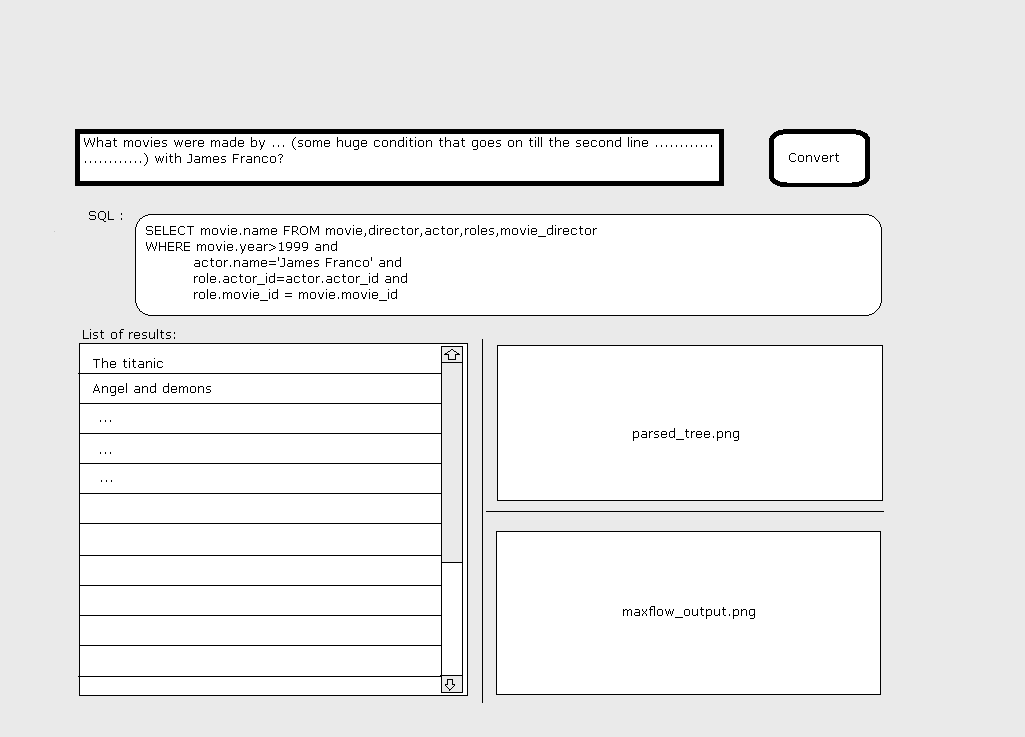 What movies were made by ... (some huge condition that goes on till the second line ............
............) with James Franco?
Convert
SQL :
SELECT movie.name FROM movie,director,actor,roles,movie_director
WHERE movie.year>1999 and
actor.name='James Franco' and
role.actor_id=actor.actor_id and
role.movie_id = movie.movie_id
List of results:
The titanic
Angel and demons
...
...
...
parsed_tree.png
maxflow_output.png